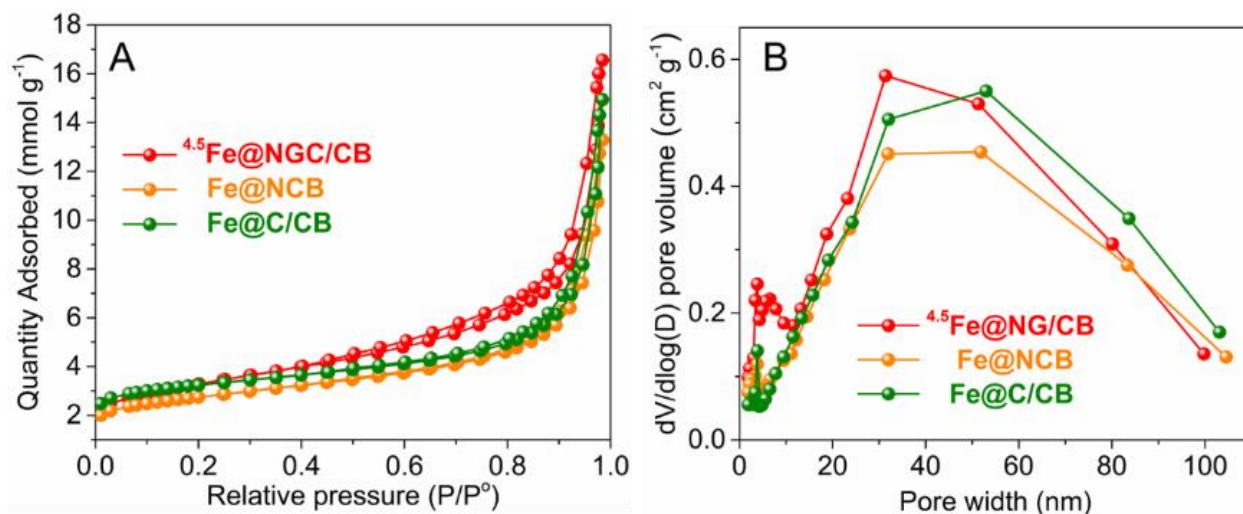 A
Quantity Adsorbed (mmol g⁻¹)
18
16
14
12
10
8
6
4
2
⁴·⁵Fe@NGC/CB
Fe@NCB
Fe@C/CB
0.0 0.2 0.4 0.6 0.8 1.0
Relative pressure (P/P°)
B
dV/dlog(D) pore volume (cm² g⁻¹)
0.6
0.4
0.2
0.0
⁴·⁵Fe@NG/CB
Fe@NCB
Fe@C/CB
0 20 40 60 80 100
Pore width (nm)